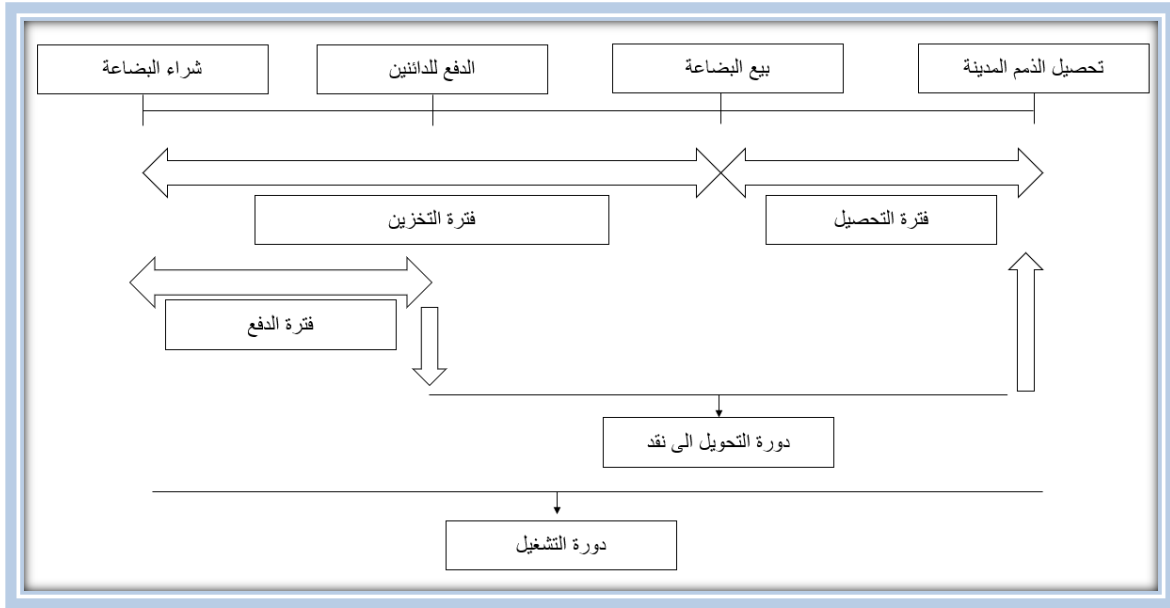 تحصيل الذمم المدينة
بيع البضاعة
الدفع للدائنين
شراء البضاعة
فترة التحصيل
فترة التخزين
فترة الدفع
دورة التحويل الى نقد
دورة التشغيل